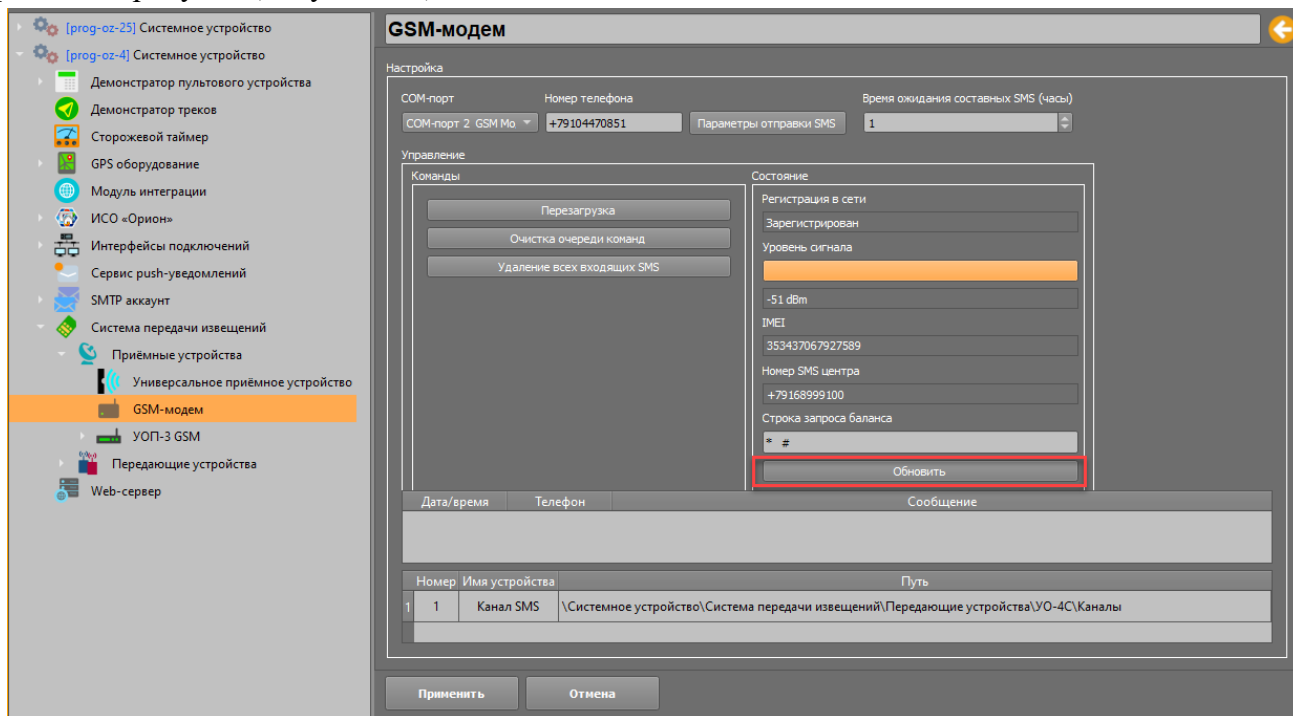 [prog-oz-25] Системное устройство
[prog-oz-4] Системное устройство
Демонстратор пультового устройства
Демонстратор треков
Сторожевой таймер
GPS оборудование
Модуль интеграции
ИСО «Орион»
Интерфейсы подключений
Сервис push-уведомлений
SMTP аккаунт
Система передачи извещений
Приёмные устройства
Универсальное приёмное устройство
GSM-модем
УОП-3 GSM
Передающие устройства
Web-сервер
GSM-модем
Настройка
COM-порт Номер телефона Время ожидания составных SMS (часы)
COM-порт 2 GSM Mo +79104470851 Параметры отправки SMS 1
Управление
Команды
Перезагрузка
Очистка очереди команд
Удаление всех входящих SMS
Состояние
Регистрация в сети
Зарегистрирован
Уровень сигнала
-51 dBm
IMEI
353437067927589
Номер SMS центра
+79168999100
Строка запроса баланса
* #
Обновить
Дата/время Телефон Сообщение
Номер Имя устройства Путь
1 1 Канал SMS \Системное устройство\Система передачи извещений\Передающие устройства\УО-4С\Каналы
Применить Отмена